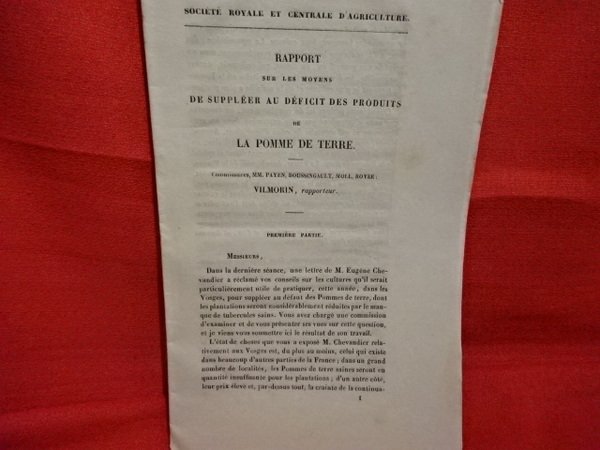 SOCIÉTÉ ROYALE ET CENTRALE D'AGRICULTURE.
RAPPORT
SUR LES MOYENS
DE SUPPLÉER AU DÉFICIT DES PRODUITS
DE
LA POMME DE TERRE.
Commissaires, MM. PAYEN, BOUSSINGAULT, MOLL, ROYER;
VILMORIN, rapporteur.
PREMIÈRE PARTIE.
MESSIEURS,
Dans la dernière séance, une lettre de M. Eugène Che-
vandier a réclamé vos conseils sur les cultures qu'il serait
particulièrement utile de pratiquer, cette année, dans les
Vosges, pour suppléer au défaut des Pommes de terre, dont
les plantations seront considérablement réduites par le man-
que de tubercules sains. Vous avez chargé une commission
d'examiner et de vous présenter ses vues sur cette question,
et je viens vous soumettre ici le résultat de son travail.
L'état de choses que vous a exposé M. Chevandier rela-
tivement aux Vosges est, du plus au moins, celui qui existe
dans beaucoup d'autres parties de la France; dans un grand
nombre de localités, les Pommes de terre saines seront en
quantité insuffisante pour les plantations; d'un autre côté,
leur prix élevé et, par-dessus tout, la crainte de la continua-
1